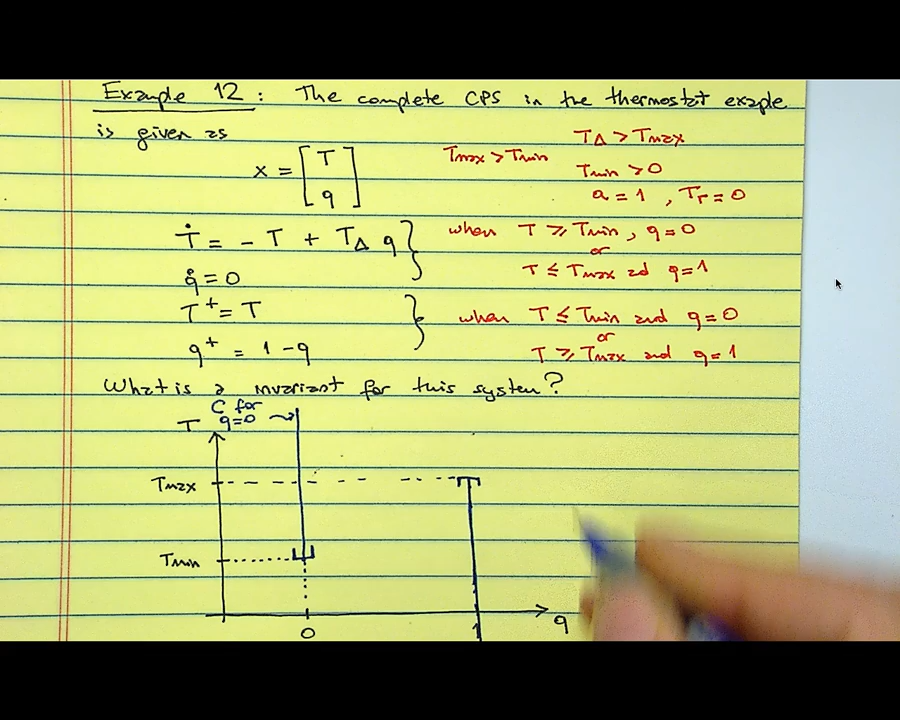 Example 12 : The complete CPS in the thermostat exaple
is given as
x = [ T
q ]
Tmax > Tmin
TΔ > Tmax
Tmin > 0
a = 1 , Tr = 0
Ṫ = - T + TΔ q
q̇ = 0
when T ≥ Tmin , q = 0
or
T ≤ Tmax ad q = 1
T⁺ = T
q⁺ = 1 - q
when T ≤ Tmin and q = 0
or
T ≥ Tmax and q = 1
What is a invariant for this system?
C for
q=0
T
Tmax
Tmin
0
1
q